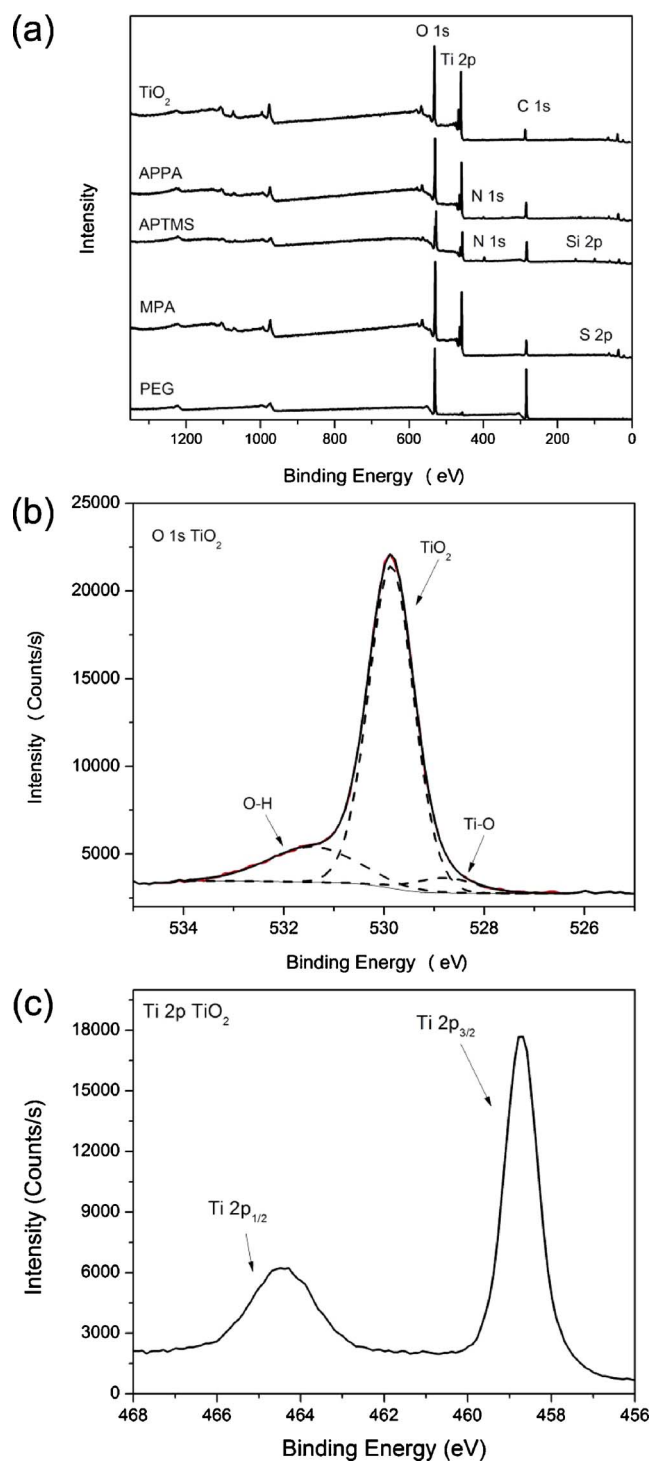 (a)
O 1s
Ti 2p
TiO₂
C 1s
APPA
N 1s
APTMS
N 1s
Si 2p
MPA
S 2p
PEG
Intensity
1200 1000 800 600 400 200 0
Binding Energy ( eV)
(b)
25000
O 1s TiO₂
TiO₂
20000
15000
10000
O-H
Ti-O
5000
Intensity ( Counts/s)
534 532 530 528 526
Binding Energy ( eV)
(c)
Ti 2p TiO₂
Ti 2p₃/₂
18000
15000
12000
9000
Ti 2p₁/₂
6000
3000
0
Intensity (Counts/s)
468 466 464 462 460 458 456
Binding Energy (eV)